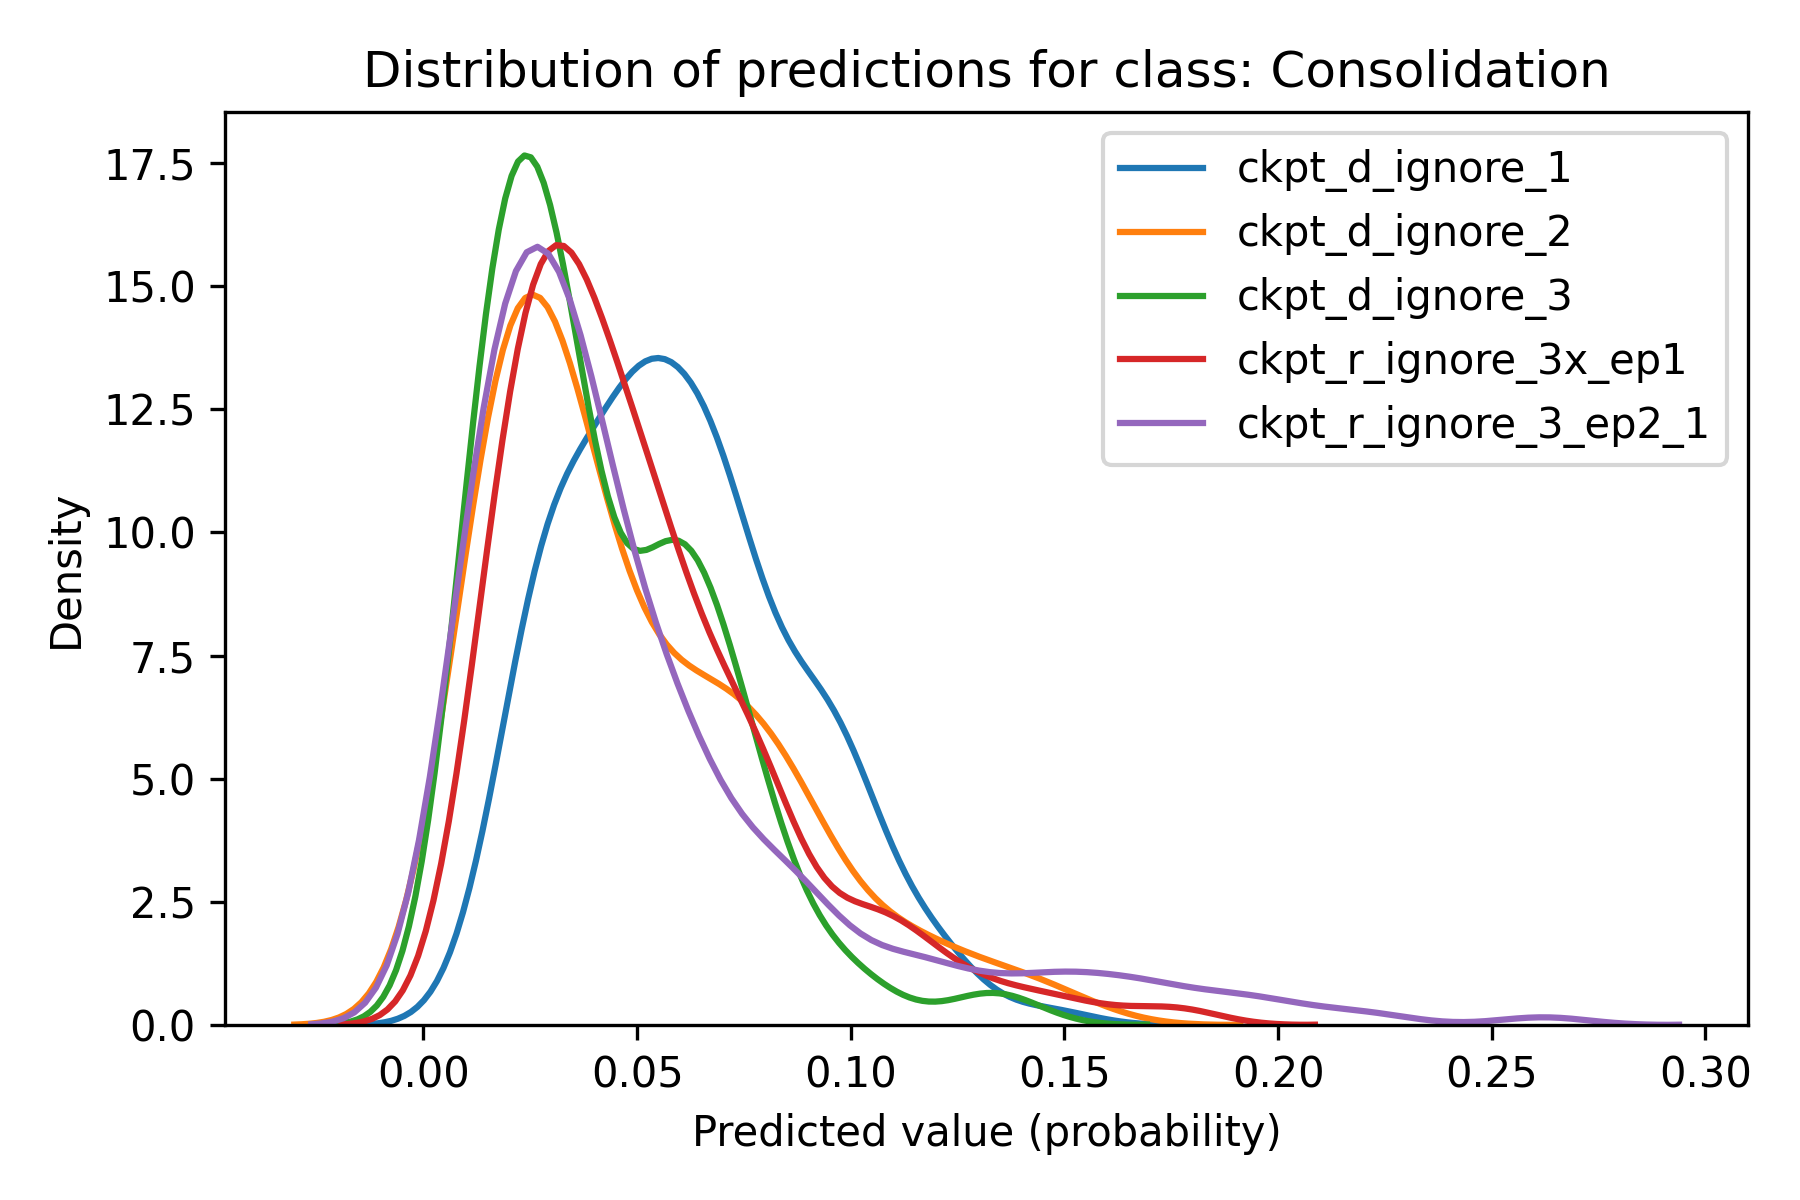 Distribution of predictions for class: Consolidation
ckpt_d_ignore_1
ckpt_d_ignore_2
ckpt_d_ignore_3
ckpt_r_ignore_3x_ep1
ckpt_r_ignore_3_ep2_1
Density
17.5
15.0
12.5
10.0
7.5
5.0
2.5
0.0
0.00 0.05 0.10 0.15 0.20 0.25 0.30
Predicted value (probability)